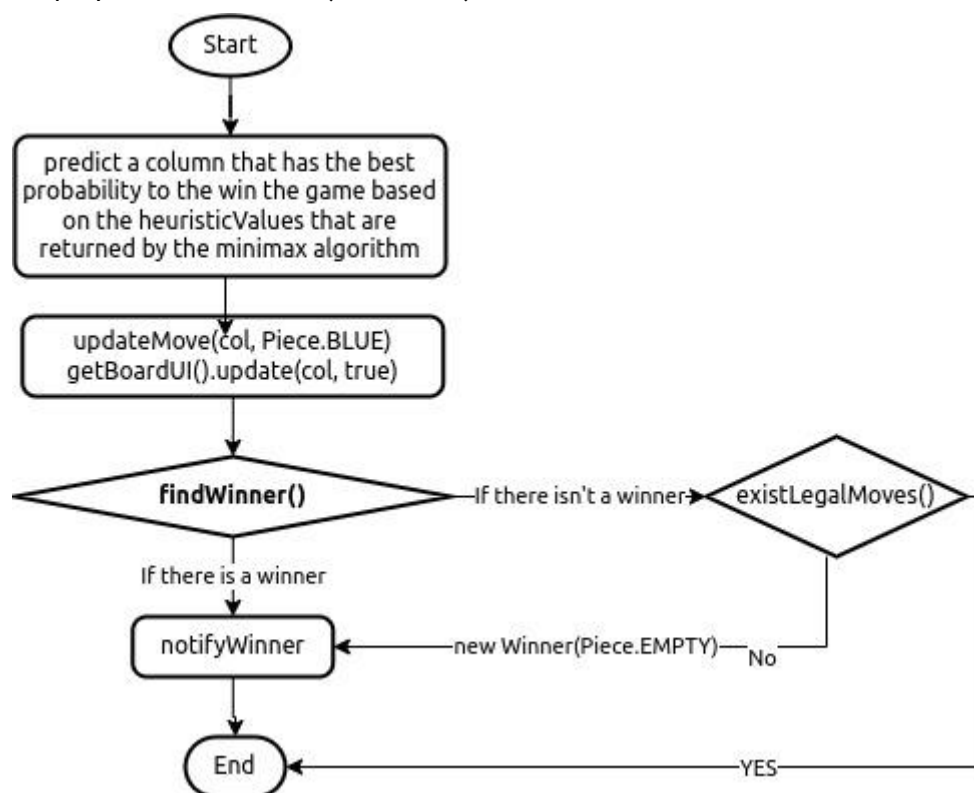 Start
predict a column that has the best
probability to the win the game based
on the heuristicValues that are
returned by the minimax algorithm
updateMove(col, Piece.BLUE)
getBoardUI().update(col, true)
findWinner()
If there isn't a winner
existLegalMoves()
If there is a winner
notifyWinner
new Winner(Piece.EMPTY)
No
End
YES